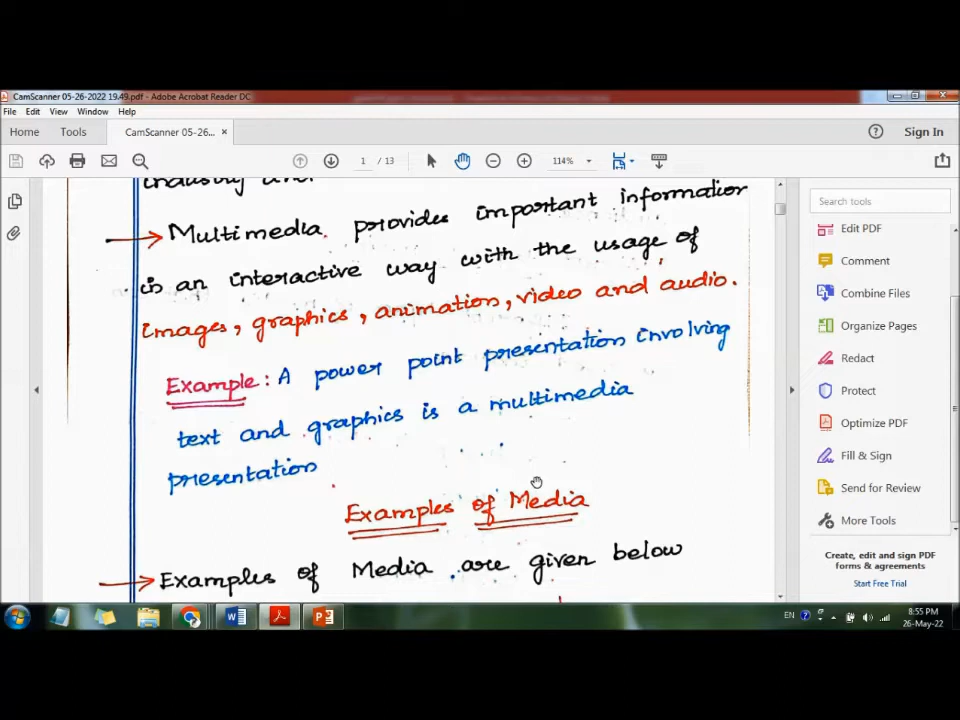 CamScanner 05-26-2022 19.49.pdf - Adobe Acrobat Reader DC
File Edit View Window Help
Home Tools CamScanner 05-26... × Sign In
1 / 13 114%
industry and
Multimedia provides important information
is an interactive way with the usage of
images, graphics, animation, video and audio.
Example: A power point presentation involving
text and graphics is a multimedia
presentation
Examples of Media
Examples of Media are given below
Search tools
Edit PDF
Comment
Combine Files
Organize Pages
Redact
Protect
Optimize PDF
Fill & Sign
Send for Review
More Tools
Create, edit and sign PDF
forms & agreements
Start Free Trial
EN 8:55 PM
26-May-22